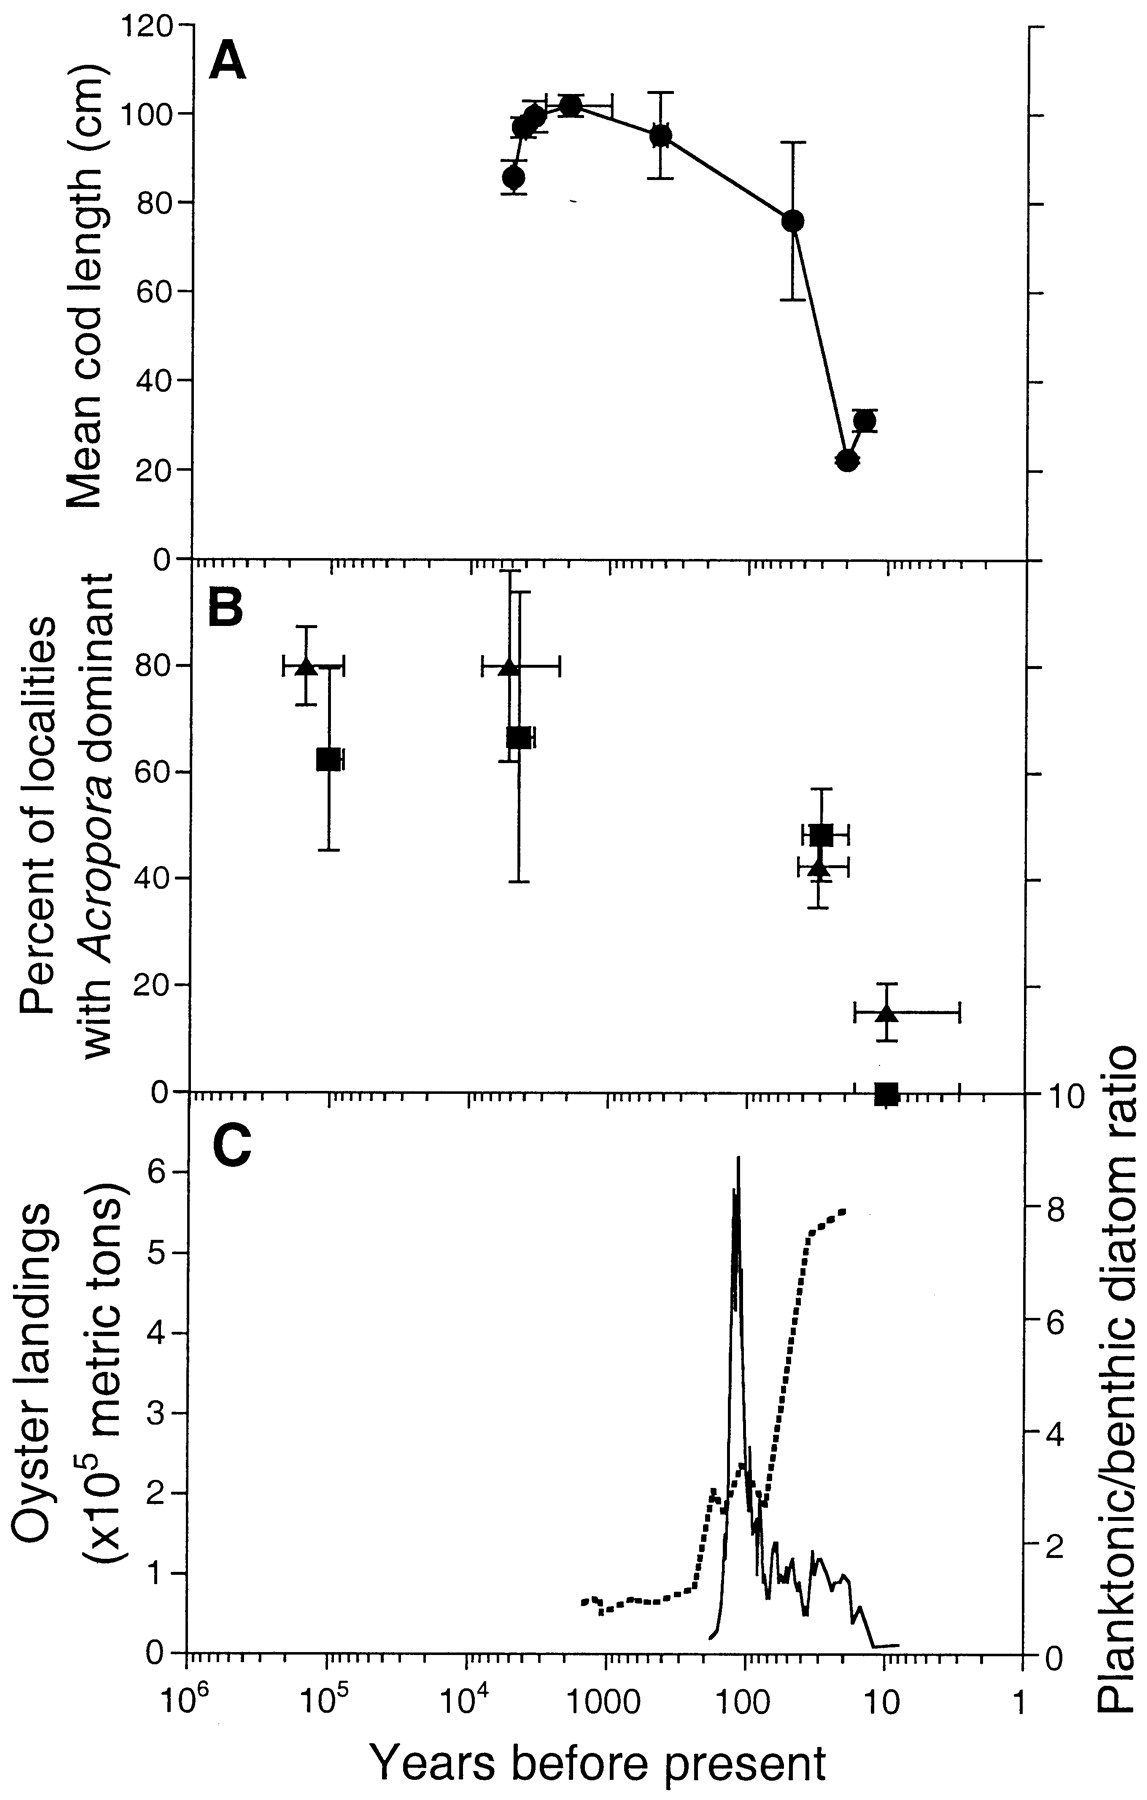 A
Mean cod length (cm)
120
100
80
60
40
20
0
B
Percent of localities
with Acropora dominant
80
60
40
20
0
C
Oyster landings
(x10⁵ metric tons)
6
5
4
3
2
1
0
Planktonic/benthic diatom ratio
10
8
6
4
2
0
10⁶ 10⁵ 10⁴ 1000 100 10 1
Years before present